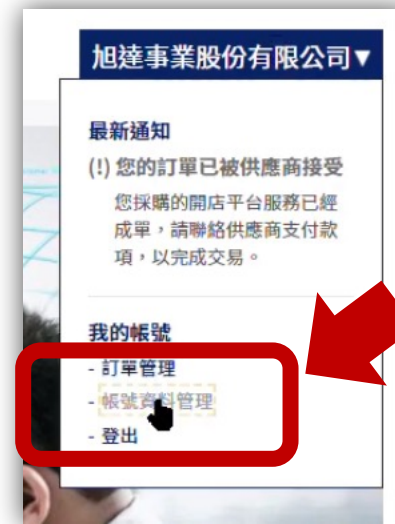 旭達事業股份有限公司▼
最新通知
(!) 您的訂單已被供應商接受
您採購的開店平台服務已經
成單，請聯絡供應商支付款
項，以完成交易。
我的帳號
- 訂單管理
- 帳號資料管理
- 登出